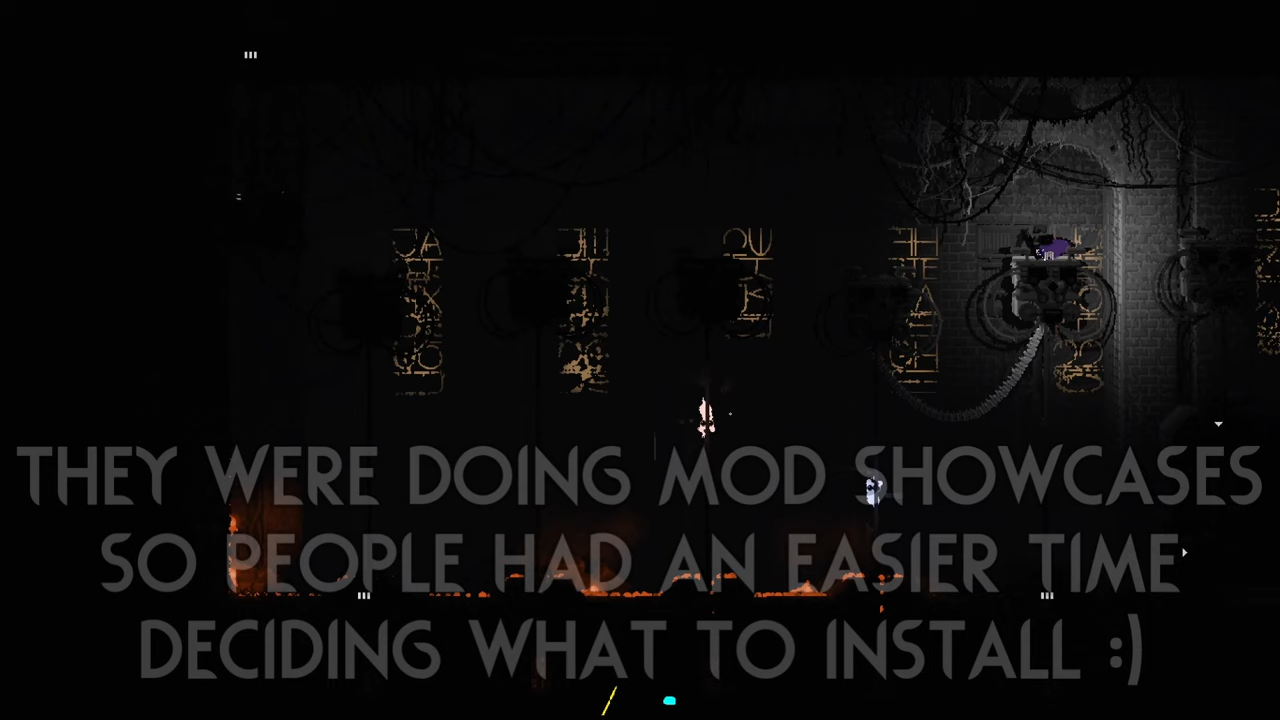 THEY WERE DOING MOD SHOWCASES
SO PEOPLE HAD AN EASIER TIME
DECIDING WHAT TO INSTALL :)